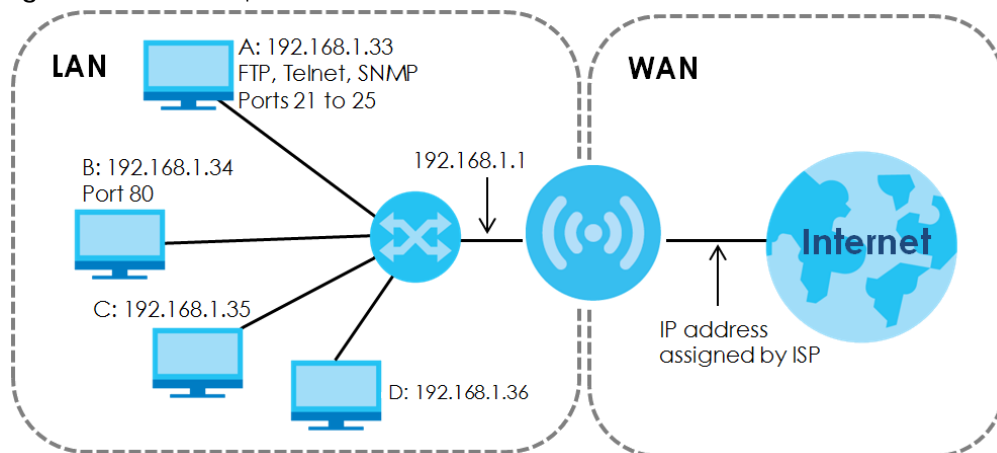 LAN
A: 192.168.1.33
FTP, Telnet, SNMP
Ports 21 to 25
B: 192.168.1.34
Port 80
C: 192.168.1.35
D: 192.168.1.36
192.168.1.1
WAN
Internet
IP address
assigned by ISP